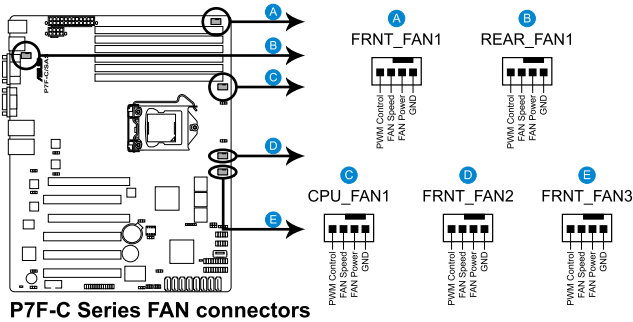 A
B
C
D
E
P7F-C/SAS
A
FRNT_FAN1
PWM Control
FAN Speed
FAN Power
GND
B
REAR_FAN1
PWM Control
FAN Speed
FAN Power
GND
C
CPU_FAN1
PWM Control
FAN Speed
FAN Power
GND
D
FRNT_FAN2
PWM Control
FAN Speed
FAN Power
GND
E
FRNT_FAN3
PWM Control
FAN Speed
FAN Power
GND
P7F-C Series FAN connectors